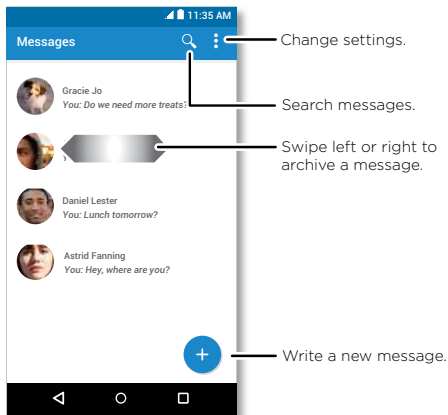 11:35 AM
Messages
Change settings.
Gracie Jo
You: Do we need more treats?
Search messages.
Swipe left or right to
archive a message.
Daniel Lester
You: Lunch tomorrow?
Astrid Fanning
You: Hey, where are you?
Write a new message.